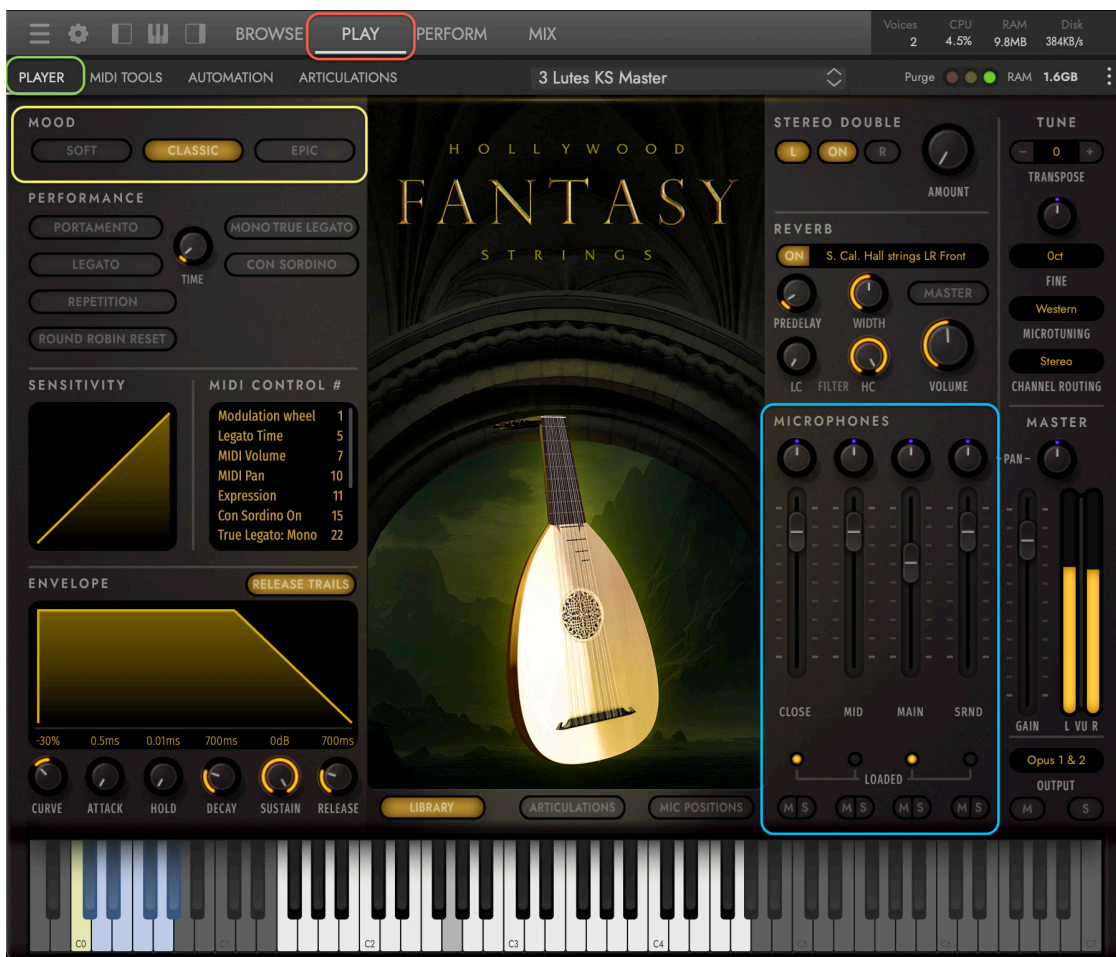 BROWSE PLAY PERFORM MIX
Voices CPU RAM Disk
2 4.5% 9.8MB 384KB/s
PLAYER MIDI TOOLS AUTOMATION ARTICULATIONS 3 Lutes KS Master Purge RAM 1.6GB
MOOD
SOFT CLASSIC EPIC
PERFORMANCE
PORTAMENTO MONO TRUE LEGATO
LEGATO CON SORDINO
TIME
REPETITION
ROUND ROBIN RESET
SENSITIVITY
MIDI CONTROL #
Modulation wheel 1
Legato Time 5
MIDI Volume 7
MIDI Pan 10
Expression 11
Con Sordino On 15
True Legato: Mono 22
ENVELOPE RELEASE TRAILS
-30% 0.5ms 0.01ms 700ms 0dB 700ms
CURVE ATTACK HOLD DECAY SUSTAIN RELEASE
HOLLYWOOD
FANTASY
STRINGS
LIBRARY ARTICULATIONS MIC POSITIONS
STEREO DOUBLE
L ON R
AMOUNT
REVERB
ON S. Cal. Hall strings LR Front
MASTER
PREDELAY WIDTH
LC FILTER HC VOLUME
MICROPHONES
CLOSE MID MAIN SRND
LOADED
M S M S M S M S
TUNE
- 0 +
TRANSPOSE
0ct
FINE
Western
MICROTUNING
Stereo
CHANNEL ROUTING
MASTER
-PAN-
GAIN L VU R
Opus 1 & 2
OUTPUT
M S
C0 C1 C2 C3 C4 C5 C6 C7